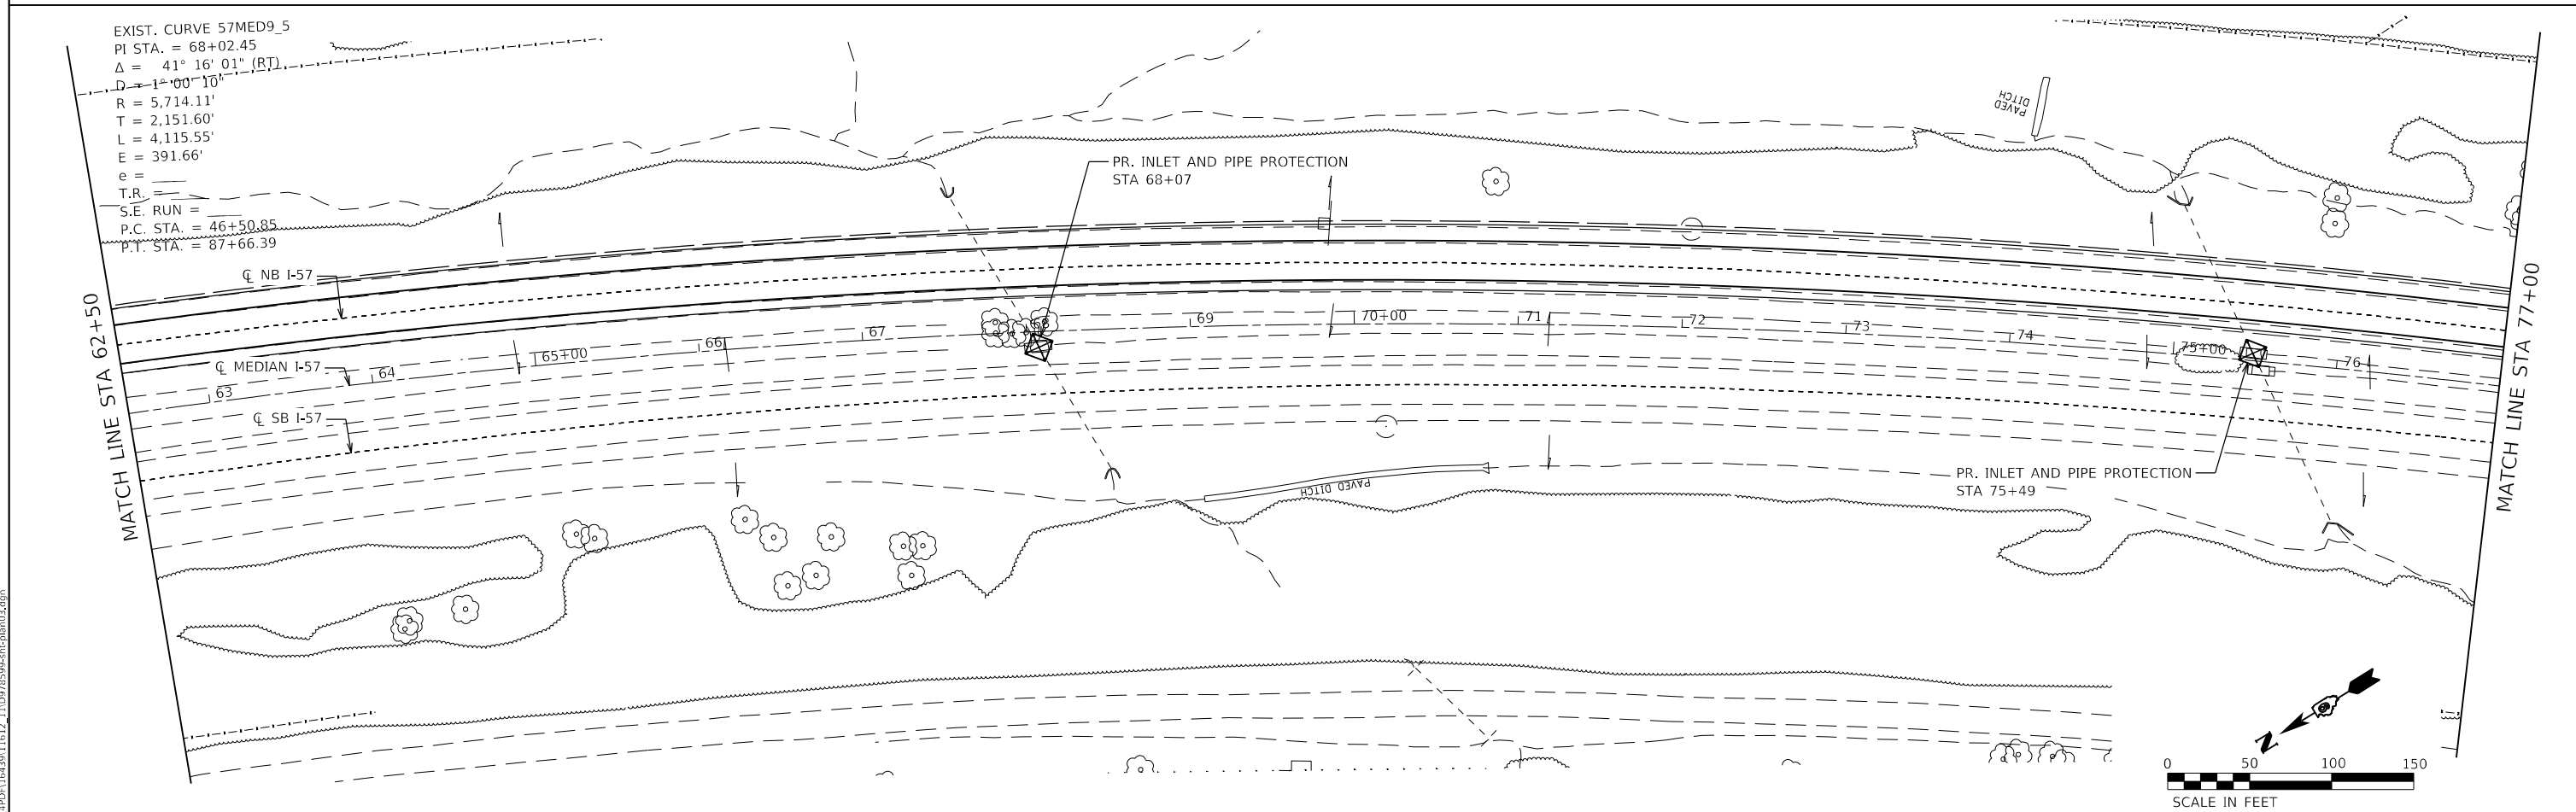 EXIST. CURVE 57MED9_5
PI STA. = 68+02.45
Δ = 41° 16' 01" (RT)
D = 1° 00' 10"
R = 5,714.11'
T = 2,151.60'
L = 4,115.55'
E = 391.66'
e = ____
T.R. = ____
S.E. RUN = ____
P.C. STA. = 46+50.85
P.T. STA. = 87+66.39
PAVED
DITCH
PR. INLET AND PIPE PROTECTION
STA 68+07
℄ NB I-57
℄ MEDIAN I-57
℄ SB I-57
MATCH LINE STA 62+50
MATCH LINE STA 77+00
63
64
65+00
66
67
68
69
70+00
71
72
73
74
75+00
76
PAVED DITCH
PR. INLET AND PIPE PROTECTION
STA 75+49
N
0 50 100 150
SCALE IN FEET